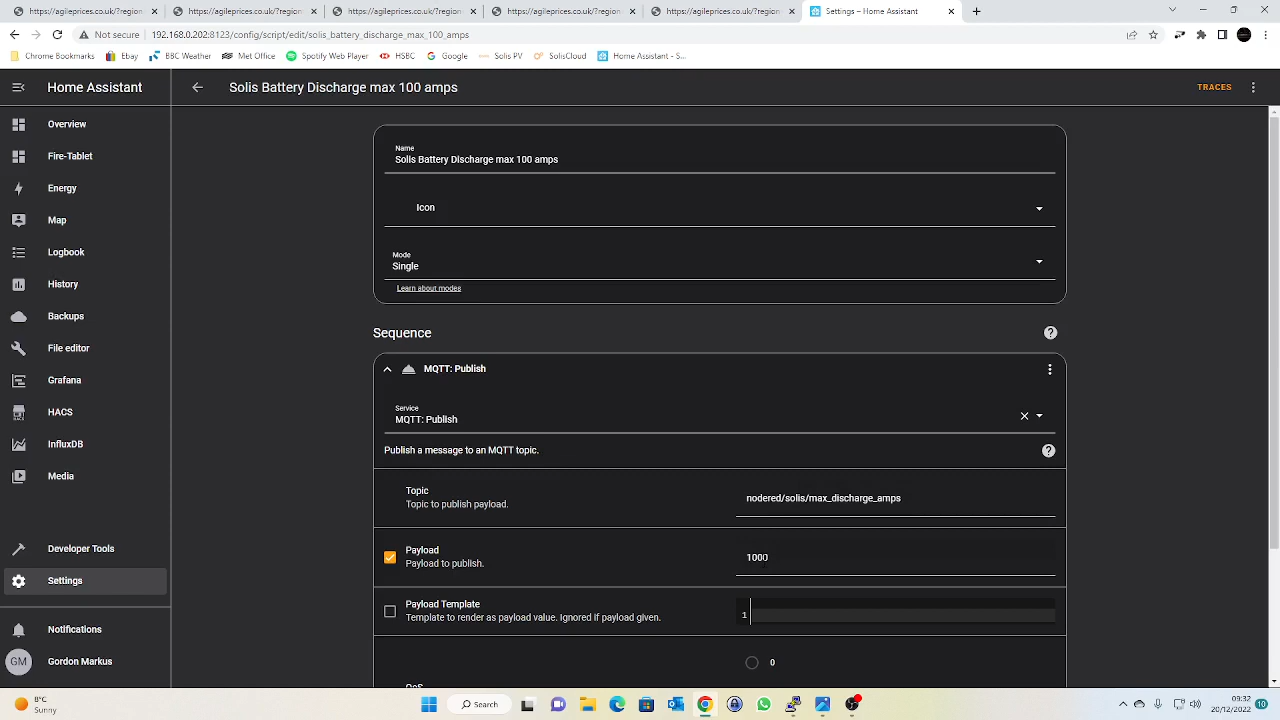 https://agileprices.co.uk/?region
https://agileprices.co.uk/?region
https://agileprices.co.uk/?region
https://agileprices.co.uk/?region
https://agileprices.co.uk/?region
Settings – Home Assistant
Not secure
192.168.0.202:8123/config/script/edit/solis_battery_discharge_max_100_amps
Chrome Bookmarks
Ebay
BBC Weather
Met Office
Spotify Web Player
HSBC
Google
Solis PV
SolisCloud
Home Assistant - S...
Home Assistant
Solis Battery Discharge max 100 amps
TRACES
Overview
Fire-Tablet
Energy
Map
Logbook
History
Backups
File editor
Grafana
HACS
InfluxDB
Media
Developer Tools
Settings
Notifications
GM
Gordon Markus
Name
Solis Battery Discharge max 100 amps
Icon
Mode
Single
Learn about modes
Sequence
MQTT: Publish
Service
MQTT: Publish
Publish a message to an MQTT topic.
Topic
Topic to publish payload.
nodered/solis/max_discharge_amps
Payload
Payload to publish.
1000
Payload Template
Template to render as payload value. Ignored if payload given.
1
0
QoS
8°C
Sunny
Search
09:32
20/12/2022
10